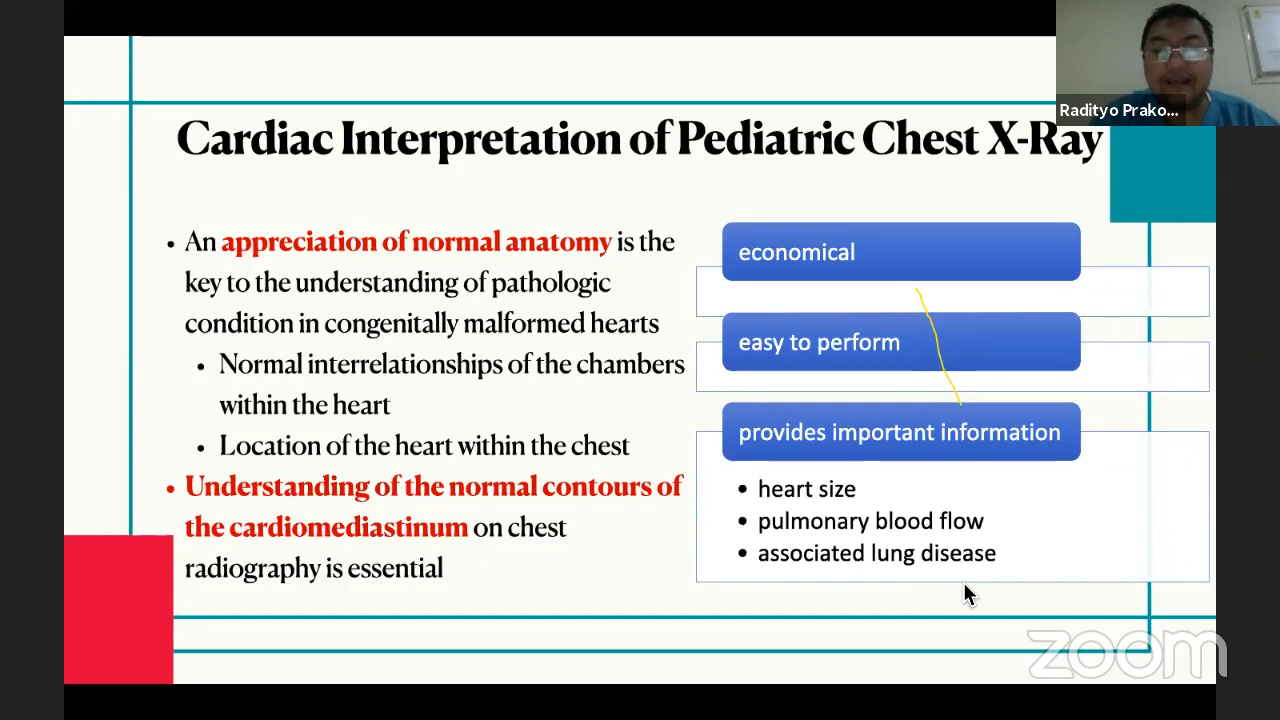 Radityo Prako...
Cardiac Interpretation of Pediatric Chest X-Ray
• An appreciation of normal anatomy is the
key to the understanding of pathologic
condition in congenitally malformed hearts
• Normal interrelationships of the chambers
within the heart
• Location of the heart within the chest
• Understanding of the normal contours of
the cardiomediastinum on chest
radiography is essential
economical
easy to perform
provides important information
• heart size
• pulmonary blood flow
• associated lung disease
zoom